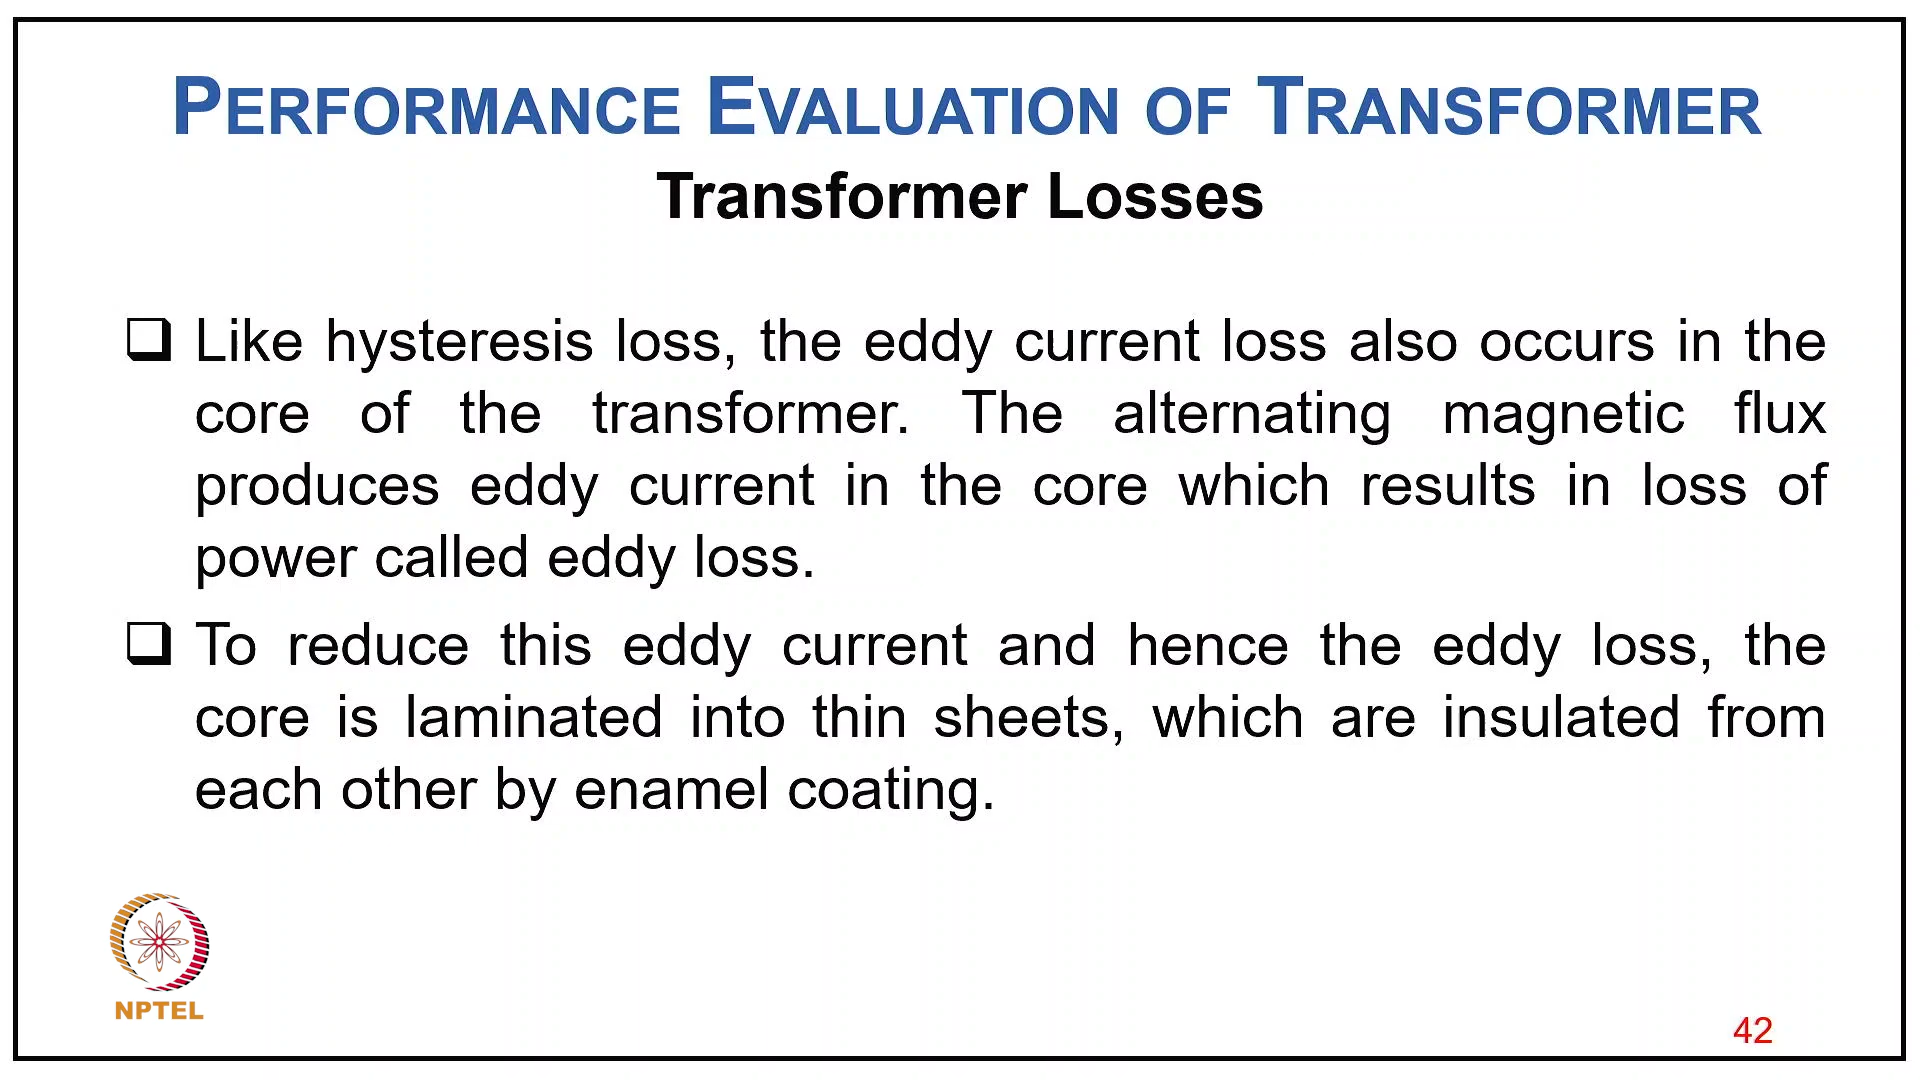 PERFORMANCE EVALUATION OF TRANSFORMER
Transformer Losses
Like hysteresis loss, the eddy current loss also occurs in the
core of the transformer. The alternating magnetic flux
produces eddy current in the core which results in loss of
power called eddy loss.
To reduce this eddy current and hence the eddy loss, the
core is laminated into thin sheets, which are insulated from
each other by enamel coating.
NPTEL
42